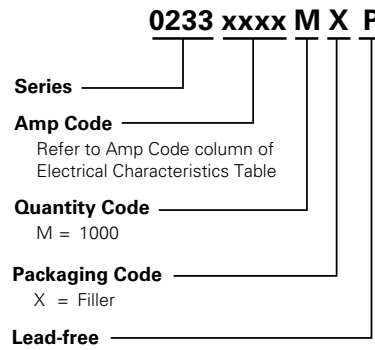 0233 xxxx M X P
Series
Amp Code
Refer to Amp Code column of
Electrical Characteristics Table
Quantity Code
M = 1000
Packaging Code
X = Filler
Lead-free